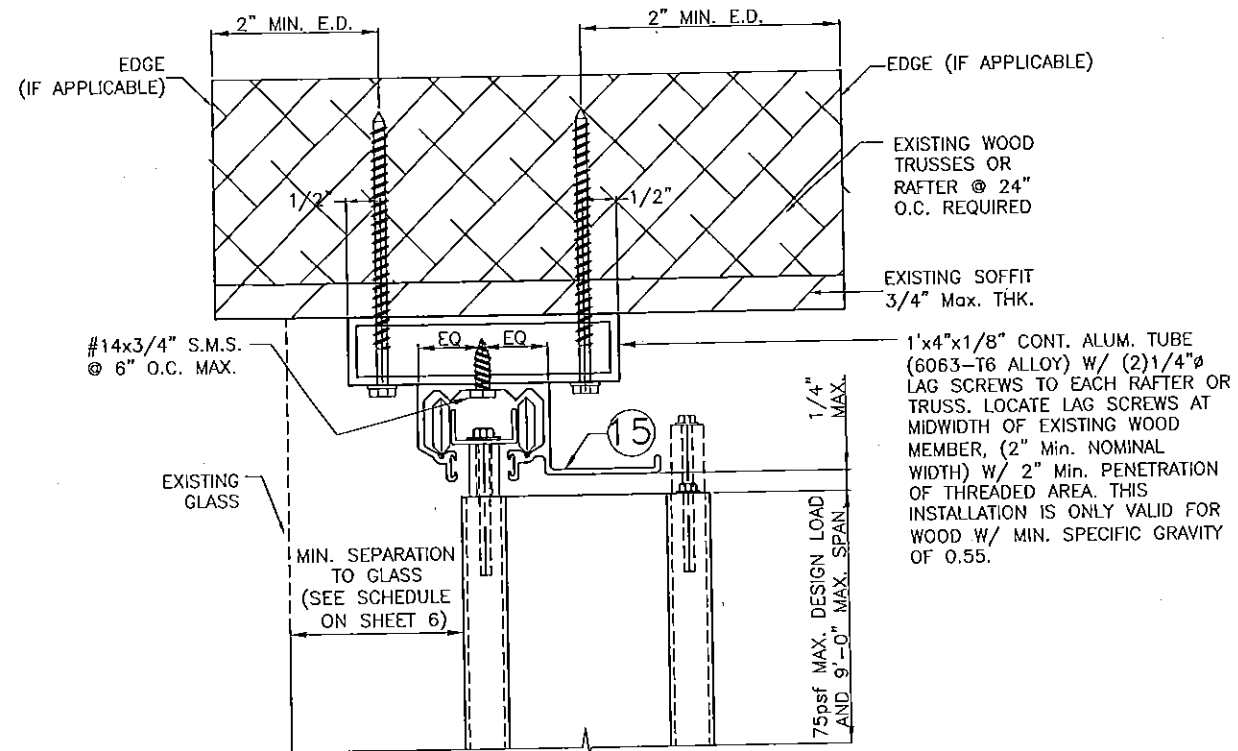 2" MIN. E.D.
2" MIN. E.D.
EDGE
(IF APPLICABLE)
EDGE (IF APPLICABLE)
EXISTING WOOD
TRUSSES OR
RAFTER @ 24"
O.C. REQUIRED
1/2"
1/2"
EXISTING SOFFIT
3/4" Max. THK.
#14x3/4" S.M.S.
@ 6" O.C. MAX.
EQ
EQ
1'x4"x1/8" CONT. ALUM. TUBE
(6063-T6 ALLOY) W/ (2)1/4"ø
LAG SCREWS TO EACH RAFTER OR
TRUSS. LOCATE LAG SCREWS AT
MIDWIDTH OF EXISTING WOOD
MEMBER, (2" Min. NOMINAL
WIDTH) W/ 2" Min. PENETRATION
OF THREADED AREA. THIS
INSTALLATION IS ONLY VALID FOR
WOOD W/ MIN. SPECIFIC GRAVITY
OF 0.55.
1/4"
MAX.
15
EXISTING
GLASS
MIN. SEPARATION
TO GLASS
(SEE SCHEDULE
ON SHEET 6)
75psf MAX. DESIGN LOAD
AND 9'-0" MAX. SPAN